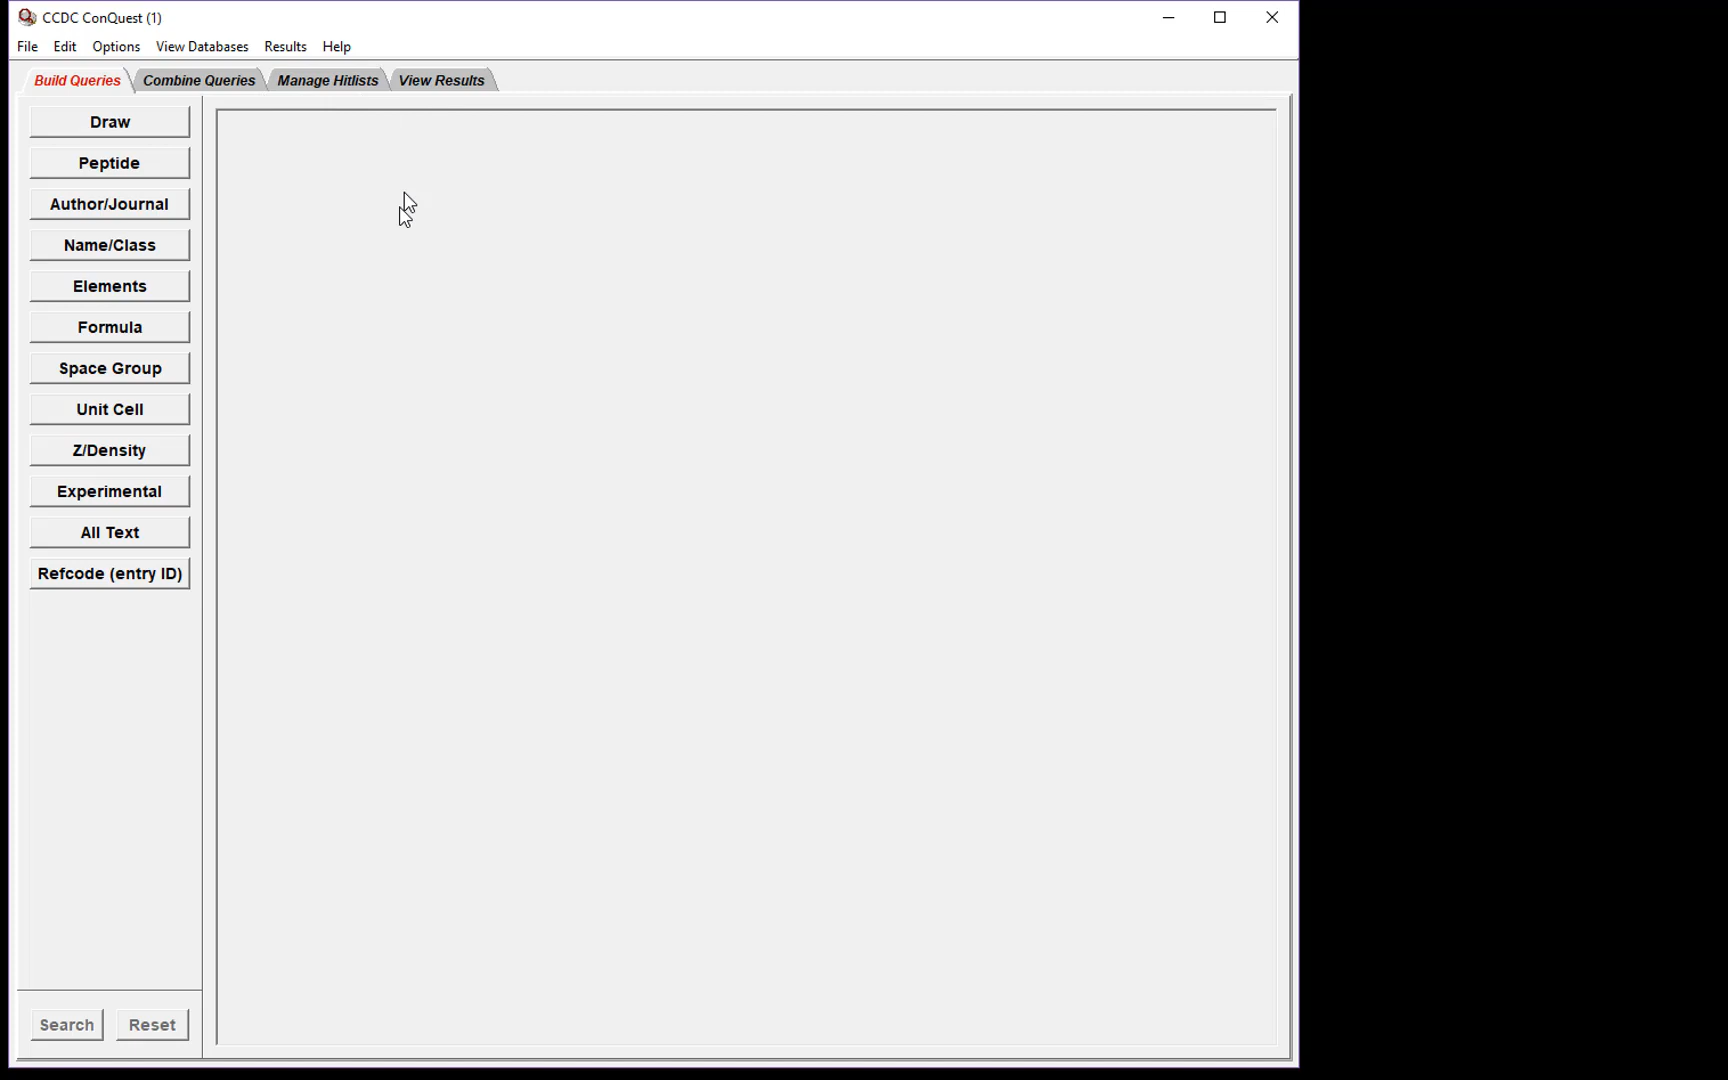 CCDC ConQuest (1)
File Edit Options View Databases Results Help
Build Queries Combine Queries Manage Hitlists View Results
Draw
Peptide
Author/Journal
Name/Class
Elements
Formula
Space Group
Unit Cell
Z/Density
Experimental
All Text
Refcode (entry ID)
Search Reset